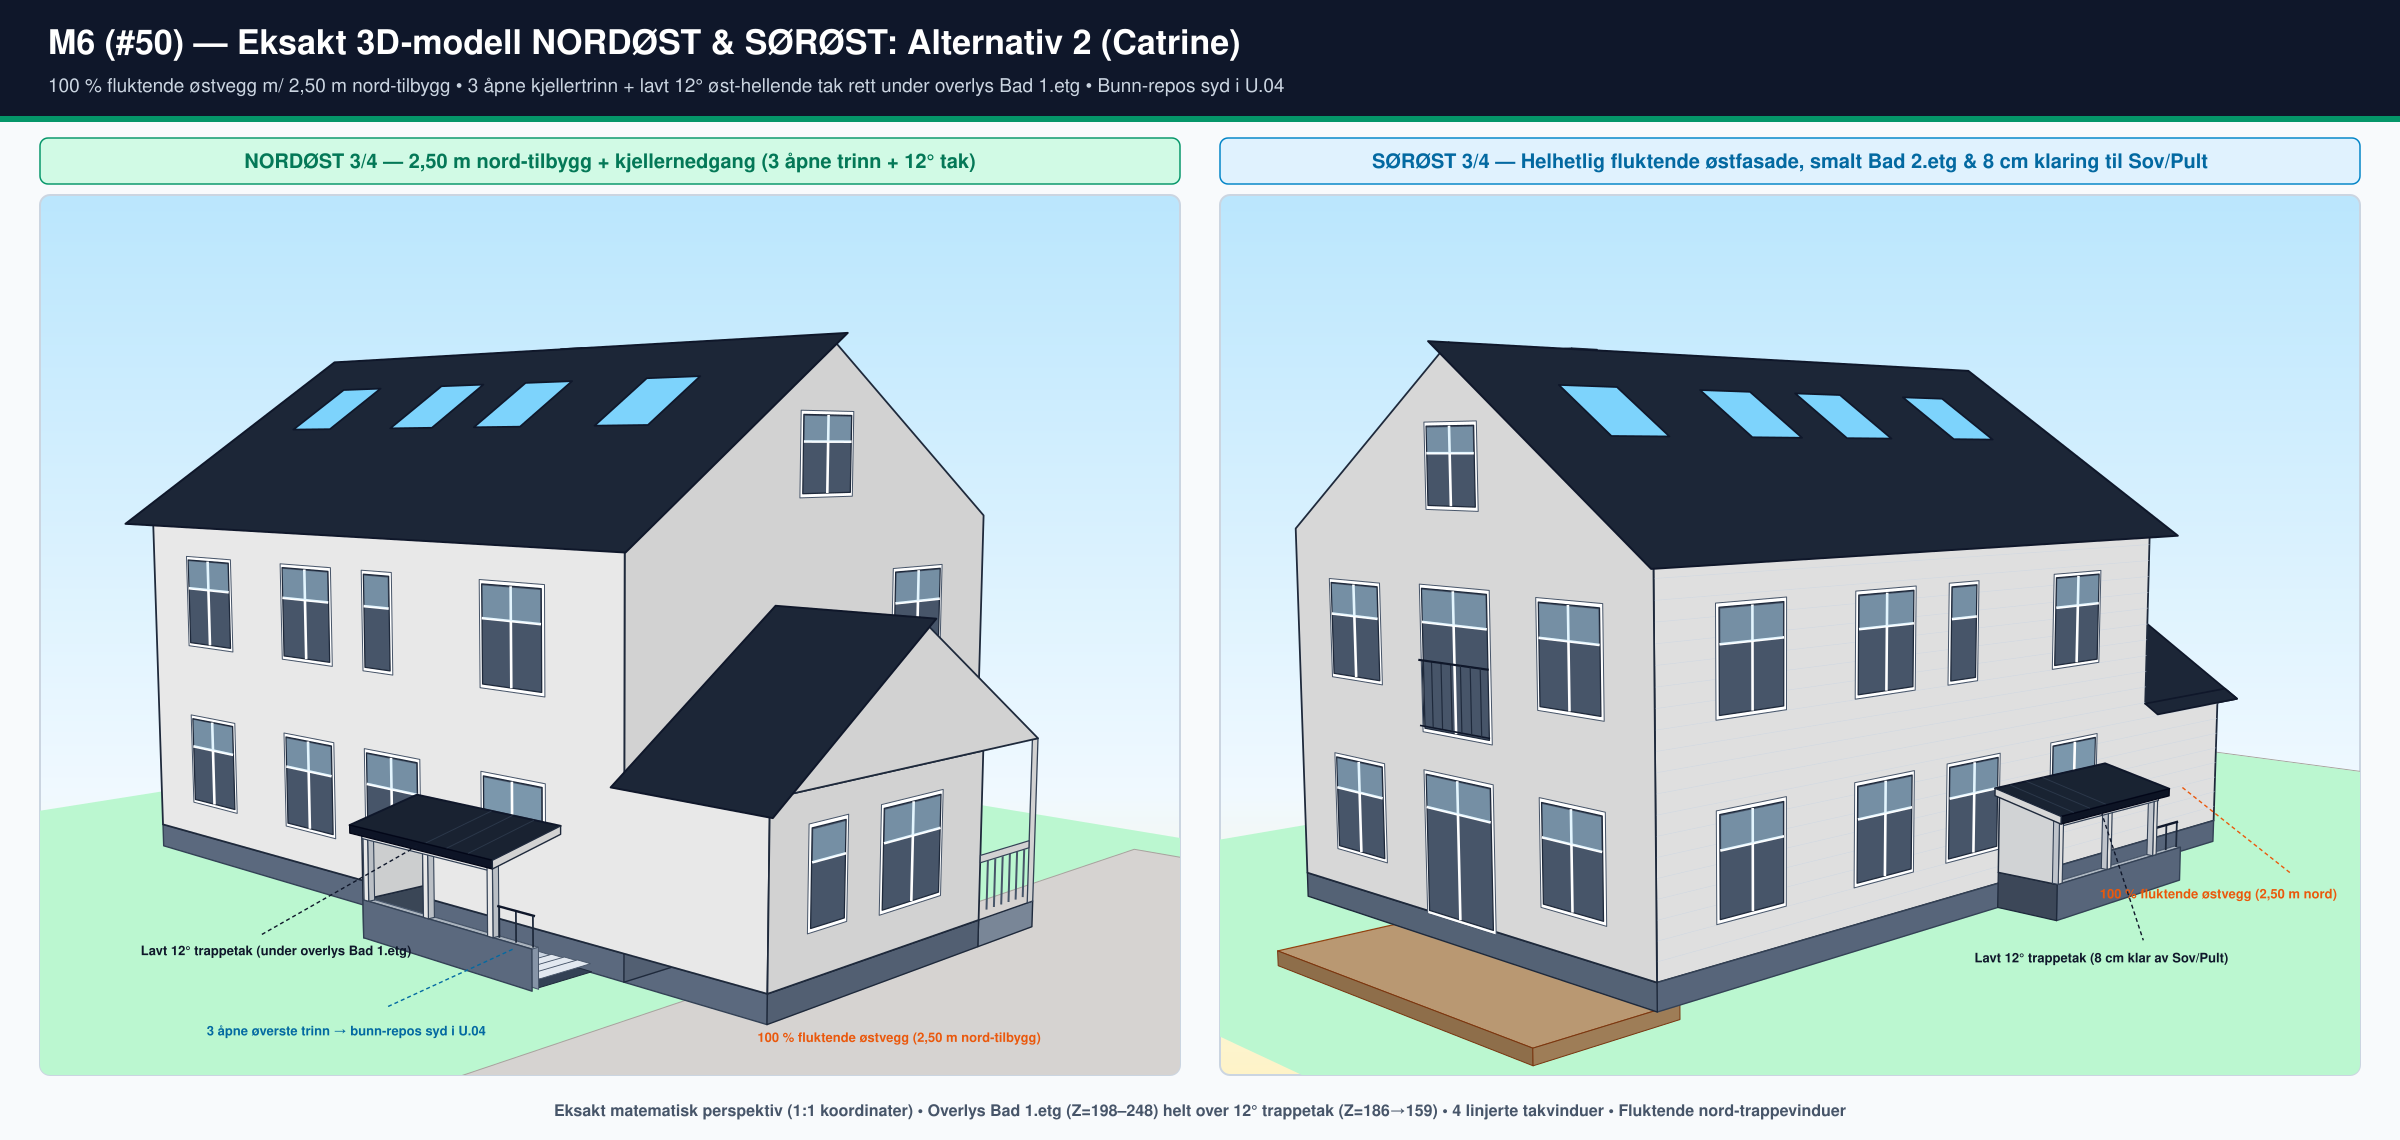 M6 (#50) — Eksakt 3D-modell NORDØST & SØRØST: Alternativ 2 (Catrine)
100 % fluktende østvegg m/ 2,50 m nord-tilbygg • 3 åpne kjellertrinn + lavt 12° øst-hellende tak rett under overlys Bad 1.etg • Bunn-repos syd i U.04
NORDØST 3/4 — 2,50 m nord-tilbygg + kjellernedgang (3 åpne trinn + 12° tak)
SØRØST 3/4 — Helhetlig fluktende østfasade, smalt Bad 2.etg & 8 cm klaring til Sov/Pult
Lavt 12° trappetak (under overlys Bad 1.etg)
3 åpne øverste trinn → bunn-repos syd i U.04
100 % fluktende østvegg (2,50 m nord-tilbygg)
100 % fluktende østvegg (2,50 m nord)
Lavt 12° trappetak (8 cm klar av Sov/Pult)
Eksakt matematisk perspektiv (1:1 koordinater) • Overlys Bad 1.etg (Z=198–248) helt over 12° trappetak (Z=186→159) • 4 linjerte takvinduer • Fluktende nord-trappevinduer